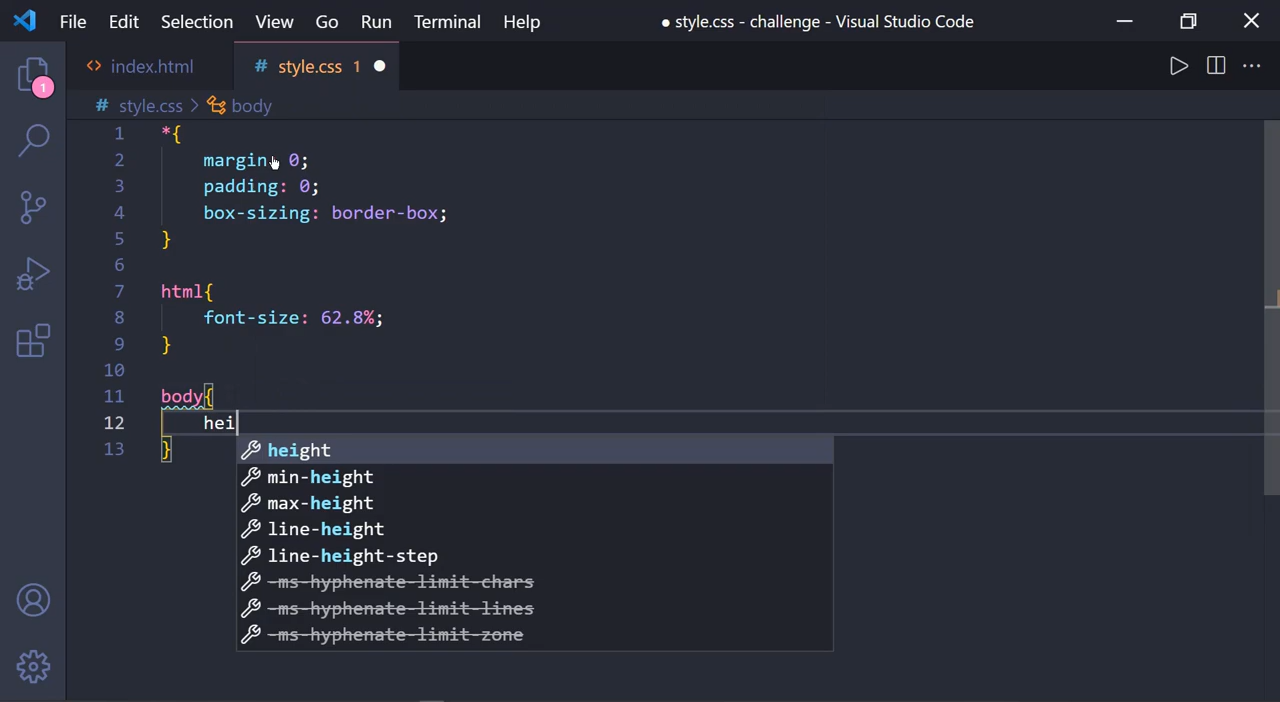 File Edit Selection View Go Run Terminal Help ● style.css - challenge - Visual Studio Code
<> index.html # style.css 1 ●
1
# style.css > body
1 *{
2 margin: 0;
3 padding: 0;
4 box-sizing: border-box;
5 }
6
7 html{
8 font-size: 62.8%;
9 }
10
11 body{
12 hei
13 }
height
min-height
max-height
line-height
line-height-step
-ms-hyphenate-limit-chars
-ms-hyphenate-limit-lines
-ms-hyphenate-limit-zone